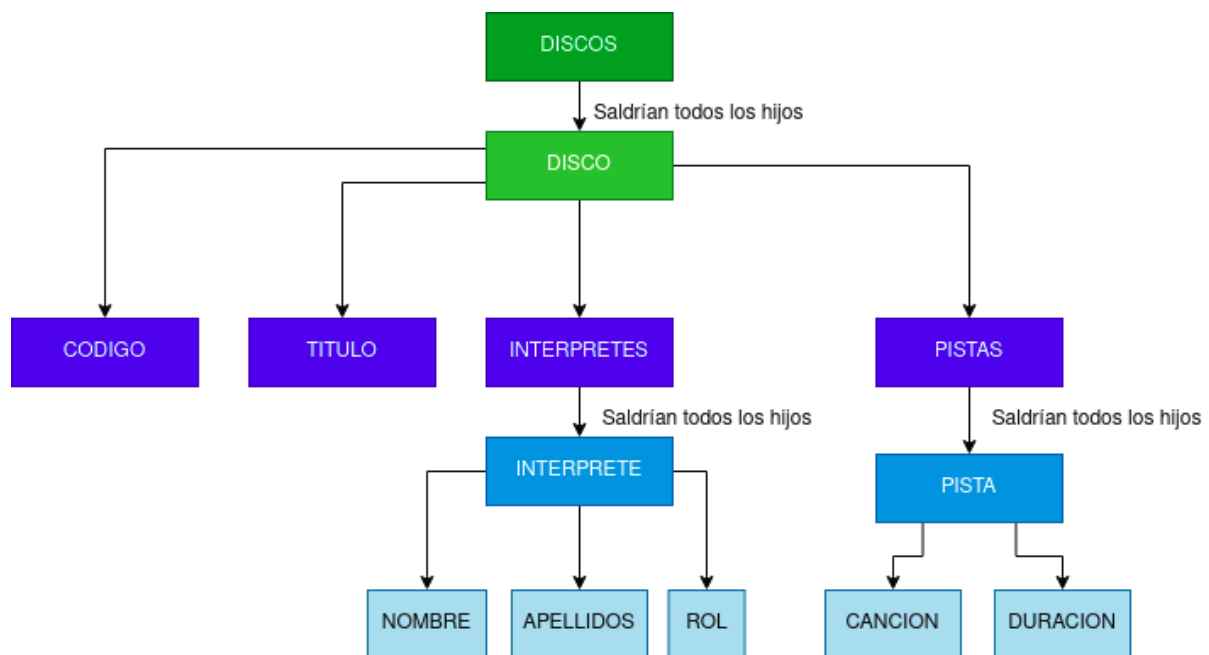 DISCOS
Saldrían todos los hijos
DISCO
CODIGO
TITULO
INTERPRETES
PISTAS
Saldrían todos los hijos
Saldrían todos los hijos
INTERPRETE
PISTA
NOMBRE
APELLIDOS
ROL
CANCION
DURACION